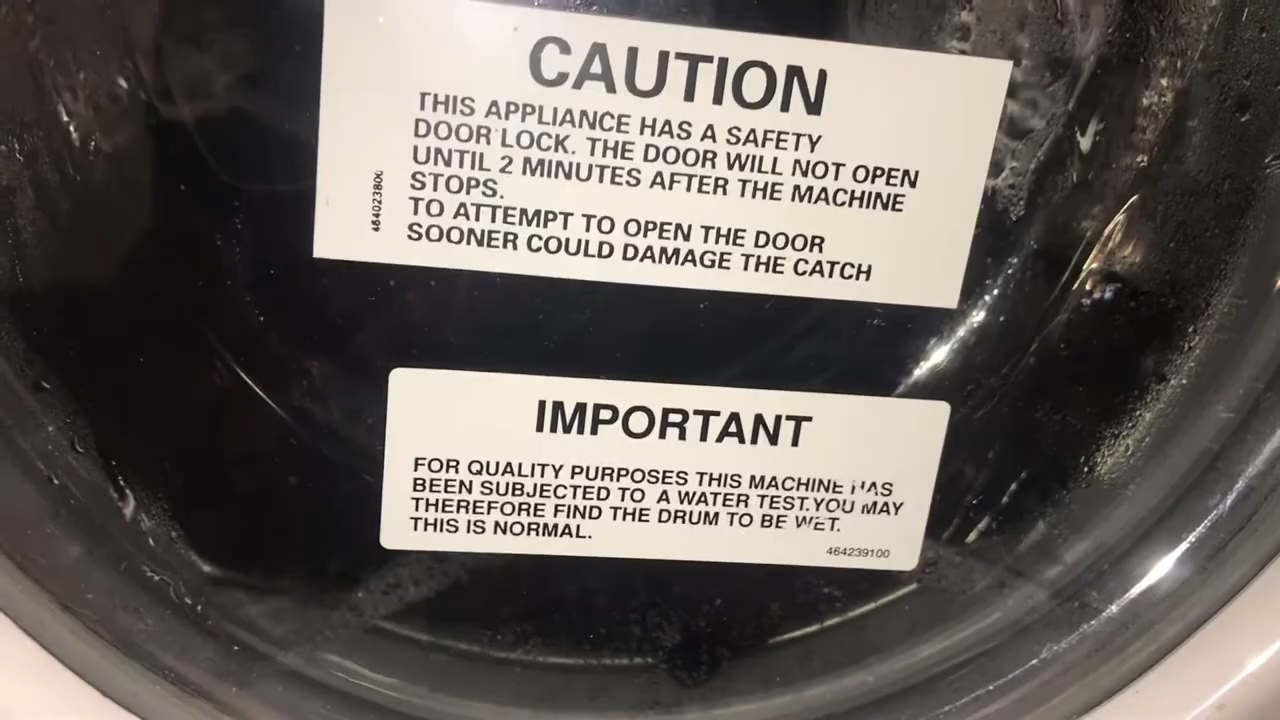 CAUTION
THIS APPLIANCE HAS A SAFETY
DOOR LOCK. THE DOOR WILL NOT OPEN
UNTIL 2 MINUTES AFTER THE MACHINE
STOPS.
TO ATTEMPT TO OPEN THE DOOR
SOONER COULD DAMAGE THE CATCH
464023800
IMPORTANT
FOR QUALITY PURPOSES THIS MACHINE HAS
BEEN SUBJECTED TO A WATER TEST.YOU MAY
THEREFORE FIND THE DRUM TO BE WET.
THIS IS NORMAL.
464239100